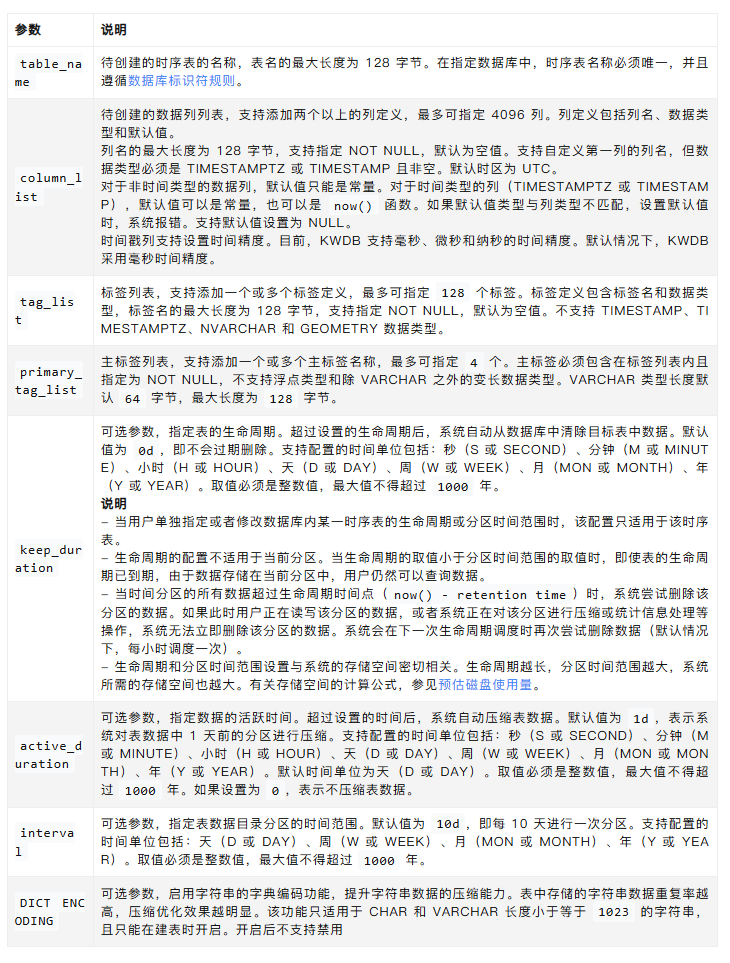 参数 说明
table_na
me
待创建的时序表的名称，表名的最大长度为 128 字节。在指定数据库中，时序表名称必须唯一，并且
遵循数据库标识符规则。
column_l
ist
待创建的数据列列表，支持添加两个以上的列定义，最多可指定 4096 列。列定义包括列名、数据类
型和默认值。
列名的最大长度为 128 字节，支持指定 NOT NULL，默认为空值。支持自定义第一列的列名，但数
据类型必须是 TIMESTAMPTZ 或 TIMESTAMP 且非空。默认时区为 UTC。
对于非时间类型的数据列，默认值只能是常量。对于时间类型的列（TIMESTAMPTZ 或 TIMESTAM
P），默认值可以是常量，也可以是 now() 函数。如果默认值类型与列类型不匹配，设置默认值
时，系统报错。支持默认值设置为 NULL。
时间戳列支持设置时间精度。目前，KWDB 支持毫秒、微秒和纳秒的时间精度。默认情况下，KWDB
采用毫秒时间精度。
tag_lis
t
标签列表，支持添加一个或多个标签定义，最多可指定 128 个标签。标签定义包含标签名和数据类
型，标签名的最大长度为 128 字节，支持指定 NOT NULL，默认为空值。不支持 TIMESTAMP、TI
MESTAMPTZ、NVARCHAR 和 GEOMETRY 数据类型。
primary_
tag_list
主标签列表，支持添加一个或多个主标签名称，最多可指定 4 个。主标签必须包含在标签列表内且
指定为 NOT NULL，不支持浮点类型和除 VARCHAR 之外的变长数据类型。VARCHAR 类型长度默
认 64 字节，最大长度为 128 字节。
keep_dur
ation
可选参数，指定表的生命周期。超过设置的生命周期后，系统自动从数据库中清除目标表中数据。默认
值为 0d，即不会过期删除。支持配置的时间单位包括：秒（S 或 SECOND）、分钟（M 或 MINUT
E）、小时（H 或 HOUR）、天（D 或 DAY）、周（W 或 WEEK）、月（MON 或 MONTH）、年
（Y 或 YEAR）。取值必须是整数值，最大值不得超过 1000 年。
说明
– 当用户单独指定或者修改数据库内某一时序表的生命周期或分区时间范围时，该配置只适用于该时序
表。
– 生命周期的配置不适用于当前分区。当生命周期的取值小于分区时间范围的取值时，即使表的生命周
期已到期，由于数据存储在当前分区中，用户仍然可以查询数据。
– 当时间分区的所有数据超过生命周期时间点（ now() - retention time ）时，系统尝试删除该
分区的数据。如果此时用户正在读写该分区的数据，或者系统正在对该分区进行压缩或统计信息处理等
操作，系统无法立即删除该分区的数据。系统会在下一次生命周期调度时再次尝试删除数据（默认情况
下，每小时调度一次）。
– 生命周期和分区时间范围设置与系统的存储空间密切相关。生命周期越长，分区时间范围越大，系统
所需的存储空间也越大。有关存储空间的计算公式，参见预估磁盘使用量。
active_d
uration
可选参数，指定数据的活跃时间。超过设置的时间后，系统自动压缩表数据。默认值为 1d，表示系
统对表数据中 1 天前的分区进行压缩。支持配置的时间单位包括：秒（S 或 SECOND）、分钟（M
或 MINUTE）、小时（H 或 HOUR）、天（D 或 DAY）、周（W 或 WEEK）、月（MON 或 MON
TH）、年（Y 或 YEAR）。默认时间单位为天（D 或 DAY）。取值必须是整数值，最大值不得超
过 1000 年。如果设置为 0，表示不压缩表数据。
interva
l
可选参数，指定表数据目录分区的时间范围。默认值为 10d，即每 10 天进行一次分区。支持配置的
时间单位包括：天（D 或 DAY）、周（W 或 WEEK）、月（MON 或 MONTH）、年（Y 或 YEA
R）。取值必须是整数值，最大值不得超过 1000 年。
DICT ENC
ODING
可选参数，启用字符串的字典编码功能，提升字符串数据的压缩能力。表中存储的字符串数据重复率越
高，压缩优化效果越明显。该功能只适用于 CHAR 和 VARCHAR 长度小于等于 1023 的字符串，
且只能在建表时开启。开启后不支持禁用